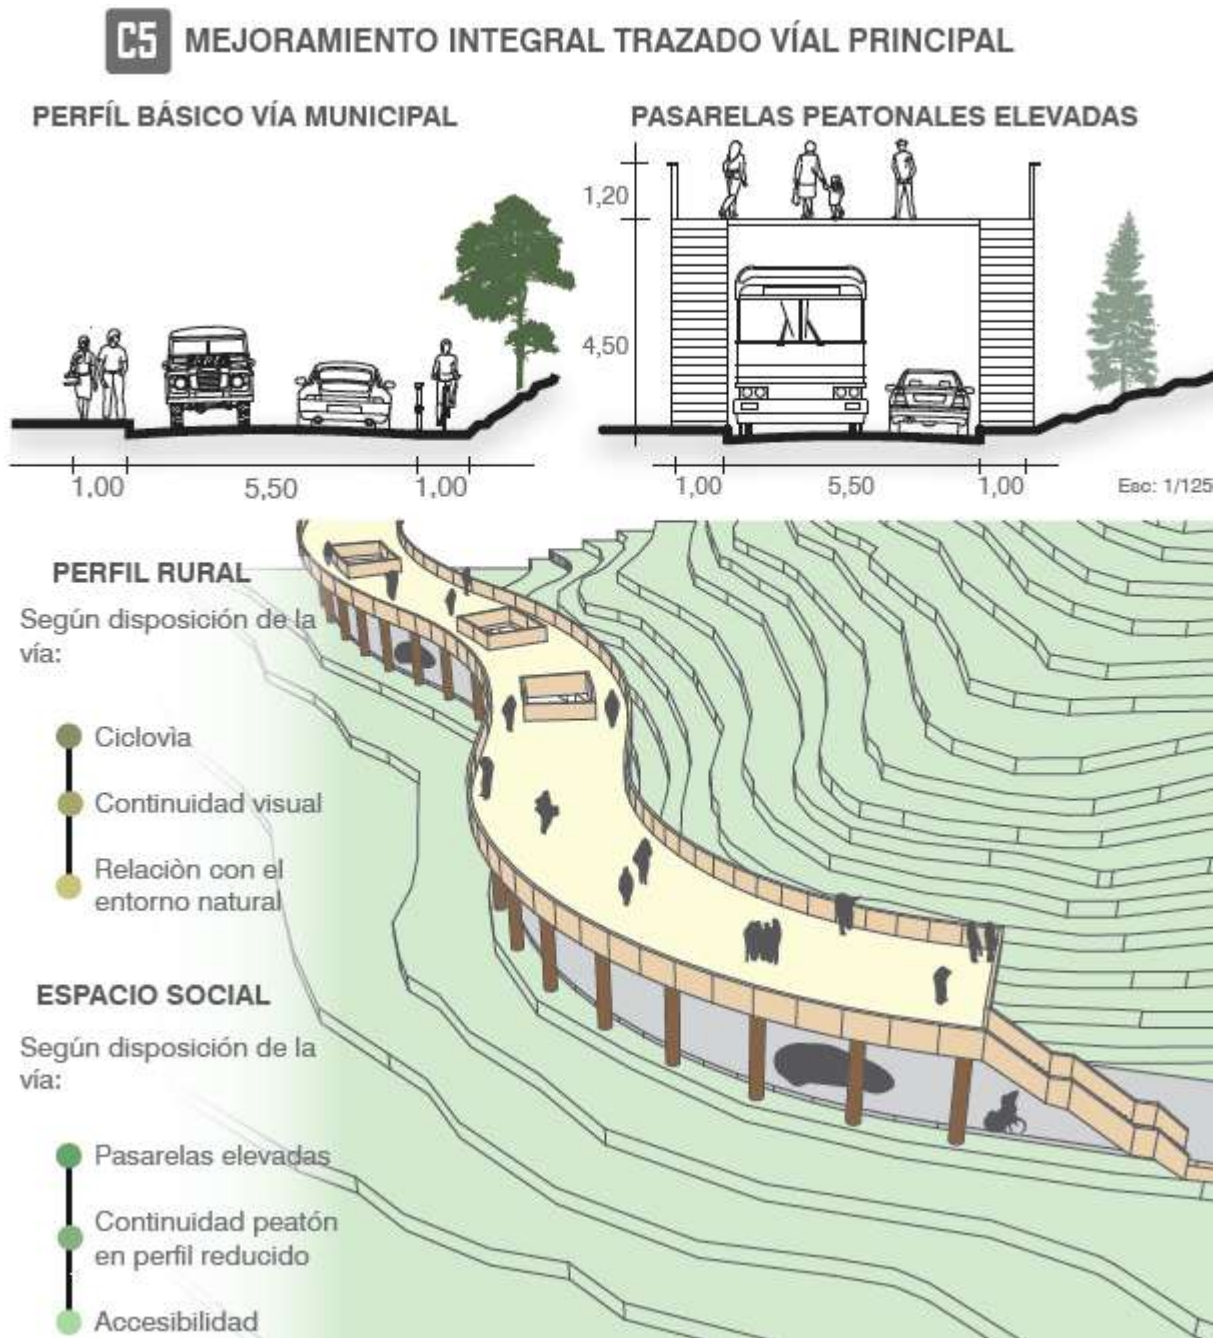 C5 MEJORAMIENTO INTEGRAL TRAZADO VÍAL PRINCIPAL
PERFÍL BÁSICO VÍA MUNICIPAL
PASARELAS PEATONALES ELEVADAS
1,20
4,50
1,00 5,50 1,00
1,00 5,50 1,00
Esc: 1/125
PERFIL RURAL
Según disposición de la
vía:
Ciclovìa
Continuidad visual
Relaciòn con el
entorno natural
ESPACIO SOCIAL
Según disposición de la
vía:
Pasarelas elevadas
Continuidad peatón
en perfil reducido
Accesibilidad